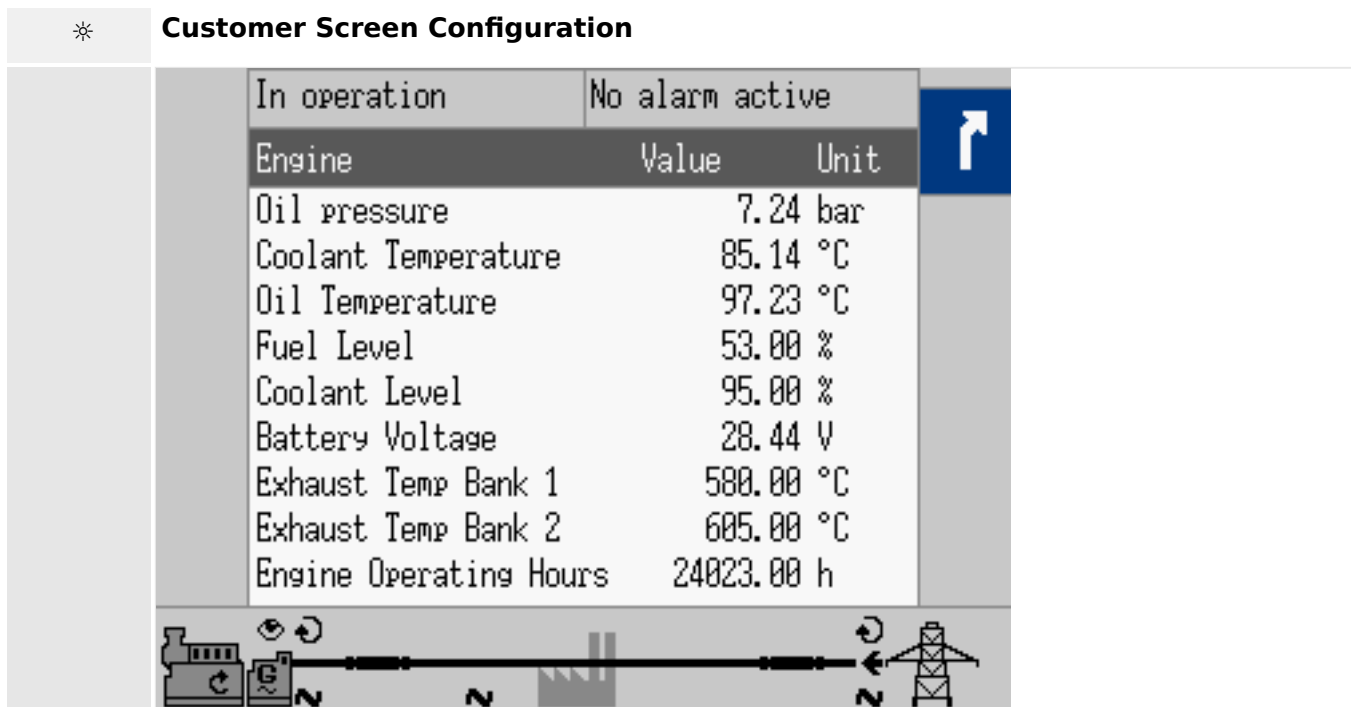 Customer Screen Configuration
In operation No alarm active
Engine Value Unit
Oil pressure 7.24 bar
Coolant Temperature 85.14 °C
Oil Temperature 97.23 °C
Fuel Level 53.00 %
Coolant Level 95.00 %
Battery Voltage 28.44 V
Exhaust Temp Bank 1 580.00 °C
Exhaust Temp Bank 2 605.00 °C
Engine Operating Hours 24023.00 h
G